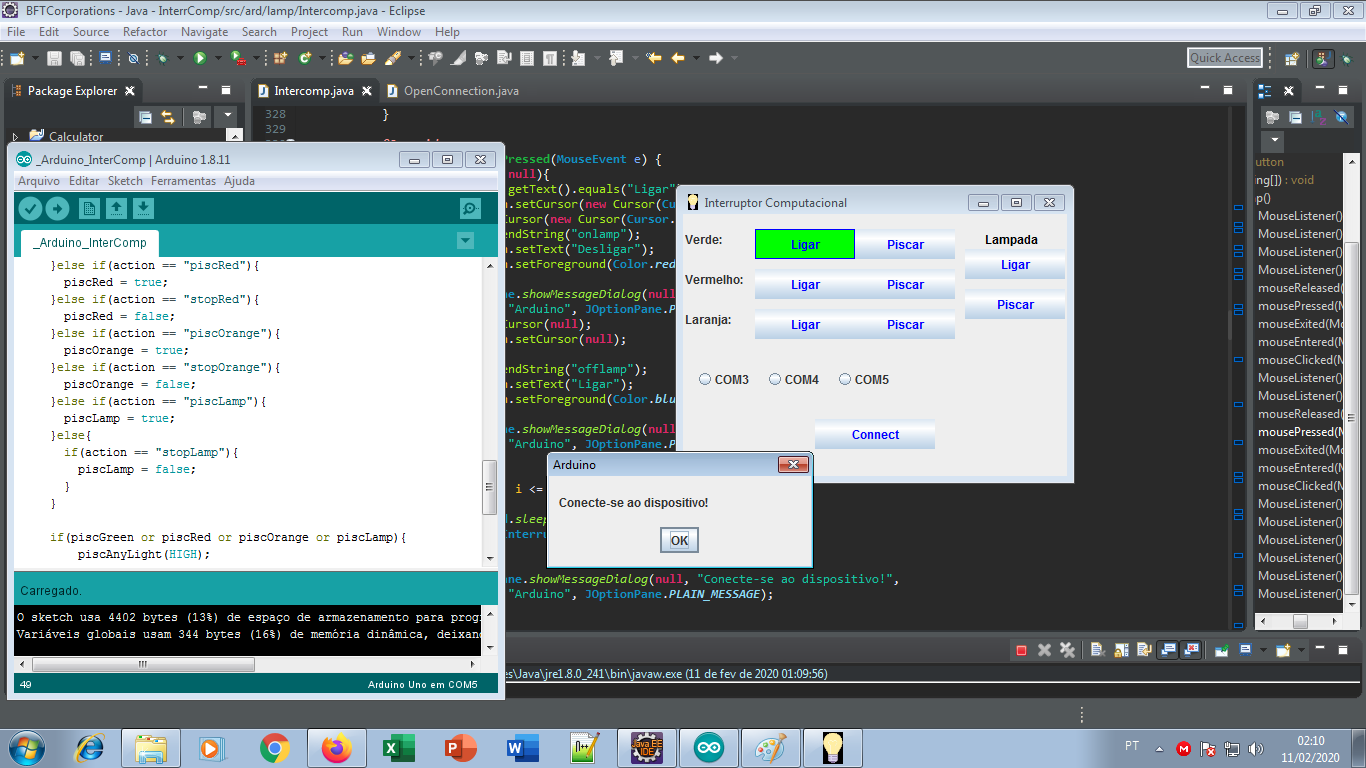 BFTCorporations - Java - InterrComp/src/ard/lamp/Intercomp.java - Eclipse
File Edit Source Refactor Navigate Search Project Run Window Help
Quick Access
Package Explorer
Calculator
Intercomp.java
OpenConnection.java
328 }
329
Pressed(MouseEvent e) {
null){
getText().equals("Ligar"
.setCursor(new Cursor(Cu
Cursor(new Cursor(Cursor.
endString("onlamp");
.setText("Desligar");
.setForeground(Color.red
ne.showMessageDialog(null
"Arduino", JOptionPane.P
Cursor(null);
.setCursor(null);
endString("offlamp");
.setText("Ligar");
.setForeground(Color.blu
ne.showMessageDialog(null
"Arduino", JOptionPane.P
i <=
d.sleep
Interru
ane.showMessageDialog(null, "Conecte-se ao dispositivo!",
"Arduino", JOptionPane.PLAIN_MESSAGE);
es\Java\jre1.8.0_241\bin\javaw.exe (11 de fev de 2020 01:09:56)
_Arduino_InterComp | Arduino 1.8.11
Arquivo Editar Sketch Ferramentas Ajuda
_Arduino_InterComp
}else if(action == "piscRed"){
piscRed = true;
}else if(action == "stopRed"){
piscRed = false;
}else if(action == "piscOrange"){
piscOrange = true;
}else if(action == "stopOrange"){
piscOrange = false;
}else if(action == "piscLamp"){
piscLamp = true;
}else{
if(action == "stopLamp"){
piscLamp = false;
}
}
if(piscGreen or piscRed or piscOrange or piscLamp){
piscAnyLight(HIGH);
Carregado.
O sketch usa 4402 bytes (13%) de espaço de armazenamento para prog
Variáveis globais usam 344 bytes (16%) de memória dinâmica, deixand
49
Arduino Uno em COM5
Interruptor Computacional
Verde: Ligar Piscar Lampada
Ligar
Vermelho: Ligar Piscar
Piscar
Laranja: Ligar Piscar
COM3 COM4 COM5
Connect
Arduino
Conecte-se ao dispositivo!
OK
utton
ing[]) : void
p()
MouseListener()
MouseListener()
MouseListener()
MouseListener()
mouseReleased(
mousePressed(M
mouseExited(Mo
mouseEntered(M
mouseClicked(M
MouseListener()
MouseListener()
mouseReleased(
mousePressed(M
mouseExited(Mo
mouseEntered(M
mouseClicked(M
MouseListener()
MouseListener()
MouseListener()
MouseListener()
MouseListener()
MouseListener()
PT
02:10
11/02/2020